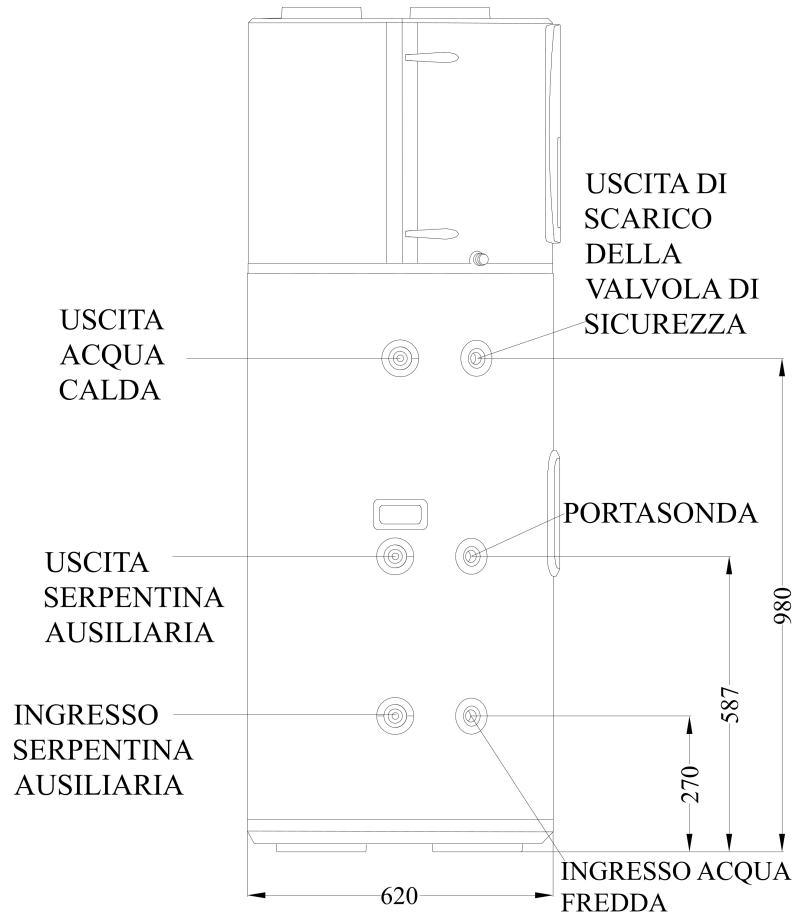 USCITA DI
SCARICO
DELLA
VALVOLA DI
SICUREZZA
USCITA
ACQUA
CALDA
PORTASONDA
USCITA
SERPENTINA
AUSILIARIA
980
587
INGRESSO
SERPENTINA
AUSILIARIA
270
INGRESSO ACQUA
FREDDA
620